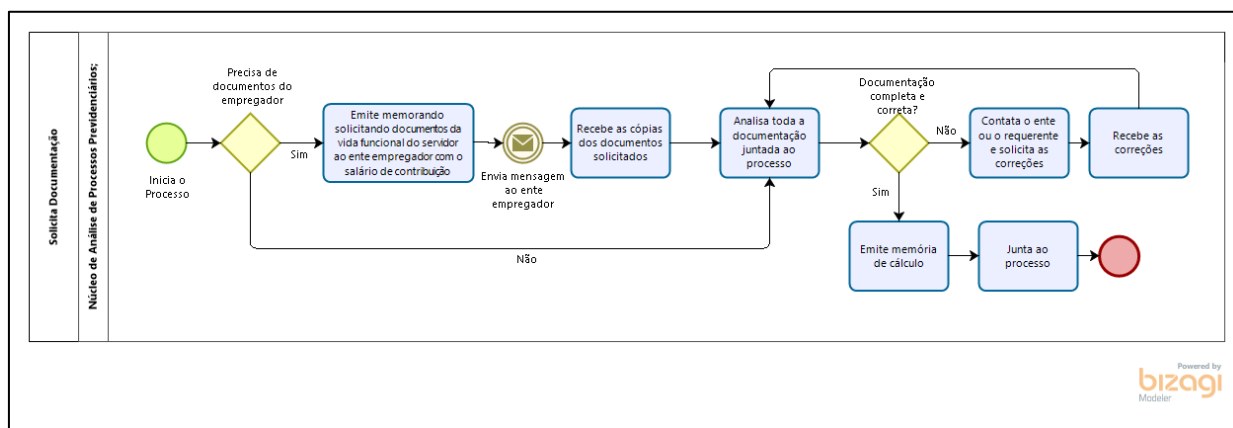 Solicita Documentação
Núcleo de Análise de Processos Previdenciários;
Inicia o
Processo
Precisa de
documentos do
empregador
Sim
Não
Emite memorando
solicitando documentos da
vida funcional do servidor
ao ente empregador com o
salário de contribuição
Envia mensagem
ao ente
empregador
Recebe as cópias
dos documentos
solicitados
Analisa toda a
documentação
juntada ao
processo
Documentação
completa e
correta?
Não
Sim
Contata o ente
ou o requerente
e solicita as
correções
Recebe as
correções
Emite memória
de cálculo
Junta ao
processo
Powered by
bizagi
Modeler